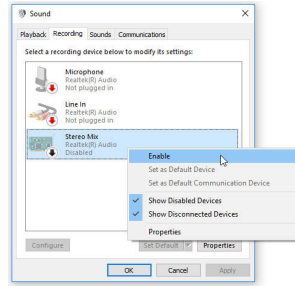 Sound
Playback Recording Sounds Communications
Select a recording device below to modify its settings:
Microphone
Realtek(R) Audio
Not plugged in
Line In
Realtek(R) Audio
Not plugged in
Stereo Mix
Realtek(R) Audio
Disabled
Enable
Set as Default Device
Set as Default Communication Device
Show Disabled Devices
Show Disconnected Devices
Properties
Configure Set Default Properties
OK Cancel Apply